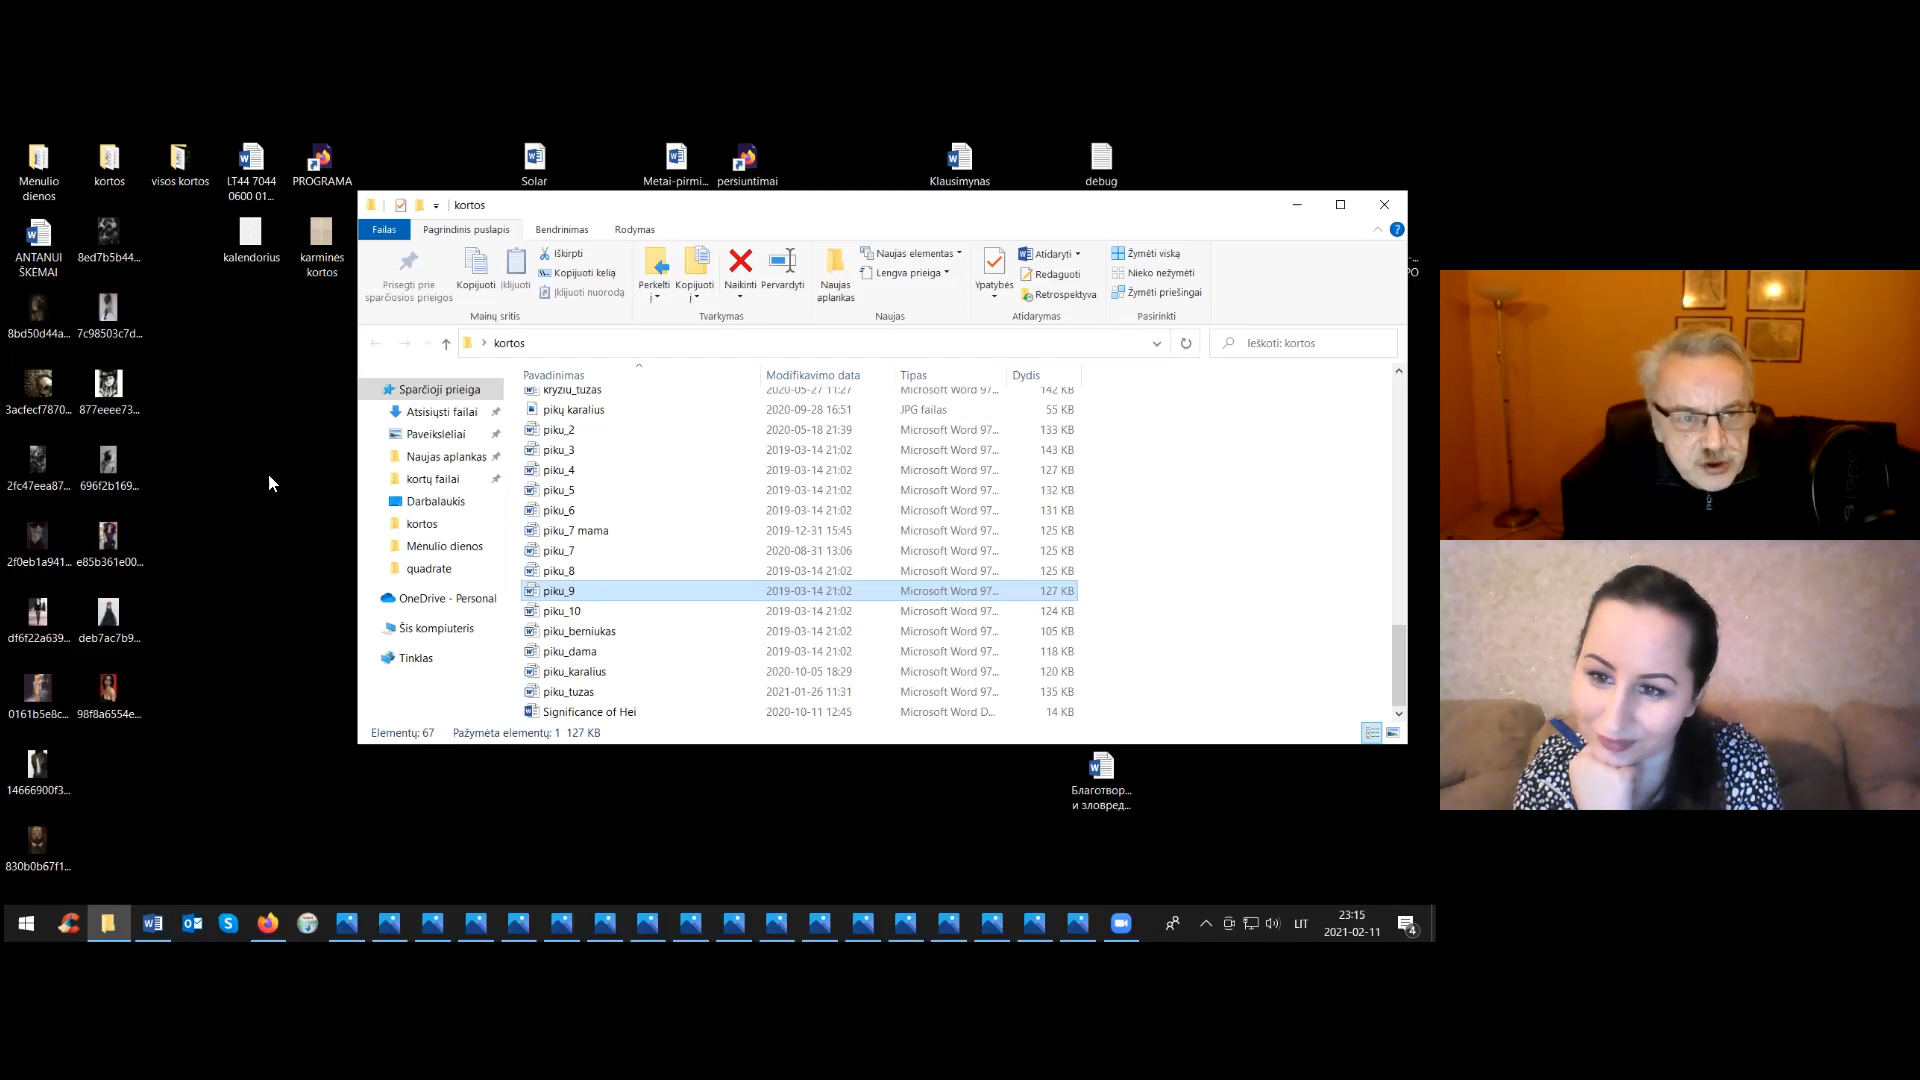 Menulio dienos
kortos
visos kortos
LT44 7044 0600 01...
PROGRAMA
Solar
Metai-pirmi...
persiuntimai
Klausimynas
debug
ANTANUI ŠKĖMAI
8ed7b5b44...
kalendorius
karmines kortos
8bd50d44a...
7c98503c7d...
3acfecf7870...
877eeee73...
2fc47eea87...
696f2b169...
2f0eb1a941...
e85b361e00...
df6f22a639...
deb7ac7b9...
0161b5e8c...
98f8a6554e...
14666900f3...
830b0b67f1...
kortos
Failas
Pagrindinis puslapis
Bendrinimas
Rodymas
Prisegti prie sparčiosios prieigos
Kopijuoti
Įklijuoti
Iškirpti
Kopijuoti kelią
Įklijuoti nuorodą
Mainų sritis
Perkelti į
Kopijuoti į
Naikinti
Pervardyti
Tvarkymas
Naujas aplankas
Naujas elementas
Lengva prieiga
Naujas
Ypatybės
Atidaryti
Redaguoti
Retrospektyva
Atidarymas
Žymėti viską
Nieko nežymėti
Žymėti priešingai
Pasirinkti
kortos
Ieškoti: kortos
Sparčioji prieiga
Atsisiųsti failai
Paveikslėliai
Naujas aplankas
kortų failai
Darbalaukis
kortos
Mėnulio dienos
quadrate
OneDrive - Personal
Šis kompiuteris
Tinklas
Pavadinimas Modifikavimo data Tipas Dydis
kryziu_tuzas 2020-05-27 11:27 Microsoft Word 97... 142 KB
pikų karalius 2020-09-28 16:51 JPG failas 55 KB
piku_2 2020-05-18 21:39 Microsoft Word 97... 133 KB
piku_3 2019-03-14 21:02 Microsoft Word 97... 143 KB
piku_4 2019-03-14 21:02 Microsoft Word 97... 127 KB
piku_5 2019-03-14 21:02 Microsoft Word 97... 132 KB
piku_6 2019-03-14 21:02 Microsoft Word 97... 131 KB
piku_7 mama 2019-12-31 15:45 Microsoft Word 97... 125 KB
piku_7 2020-08-31 13:06 Microsoft Word 97... 125 KB
piku_8 2019-03-14 21:02 Microsoft Word 97... 125 KB
piku_9 2019-03-14 21:02 Microsoft Word 97... 127 KB
piku_10 2019-03-14 21:02 Microsoft Word 97... 124 KB
piku_berniukas 2019-03-14 21:02 Microsoft Word 97... 105 KB
piku_dama 2019-03-14 21:02 Microsoft Word 97... 118 KB
piku_karalius 2020-10-05 18:29 Microsoft Word 97... 120 KB
piku_tuzas 2021-01-26 11:31 Microsoft Word 97... 135 KB
Significance of Hei 2020-10-11 12:45 Microsoft Word D... 14 KB
Elementų: 67 Pažymėta elementų: 1 127 KB
Благотвор... и зловред...
LIT
23:15
2021-02-11
4